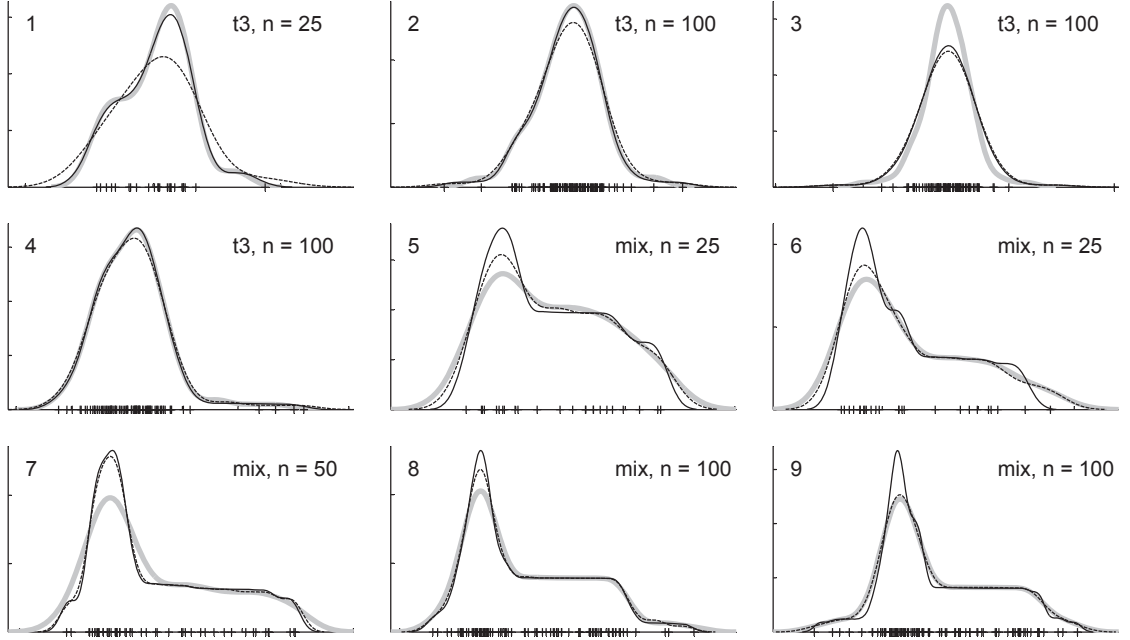 1 t3, n = 25
2 t3, n = 100
3 t3, n = 100
4 t3, n = 100
5 mix, n = 25
6 mix, n = 25
7 mix, n = 50
8 mix, n = 100
9 mix, n = 100